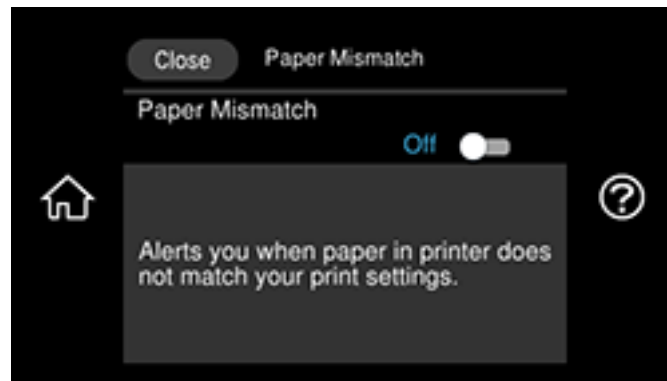 Close Paper Mismatch
Paper Mismatch
Off
Alerts you when paper in printer does
not match your print settings.